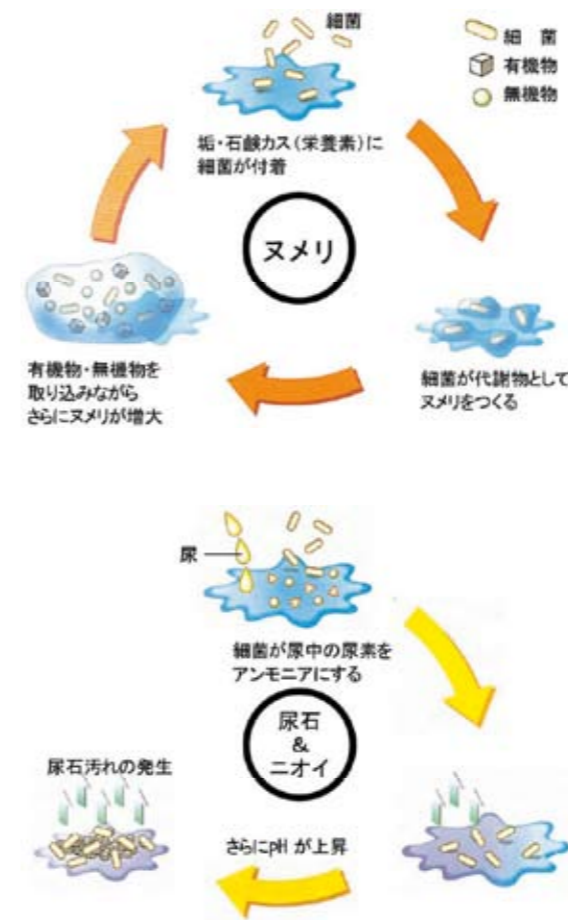 細菌
細 菌
有機物
無機物
垢・石鹸カス(栄養素)に
細菌が付着
ヌメリ
有機物・無機物を
取り込みながら
さらにヌメリが増大
細菌が代謝物として
ヌメリをつくる
尿
細菌が尿中の尿素を
アンモニアにする
尿石
&
ニオイ
尿石汚れの発生
さらにpH が上昇